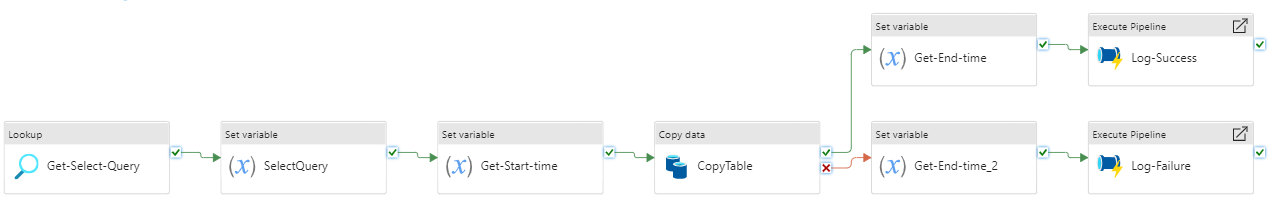 Set variable
(x) Get-End-time
Execute Pipeline
Log-Success
Lookup
Get-Select-Query
Set variable
(x) SelectQuery
Set variable
(x) Get-Start-time
Copy data
CopyTable
Set variable
(x) Get-End-time_2
Execute Pipeline
Log-Failure